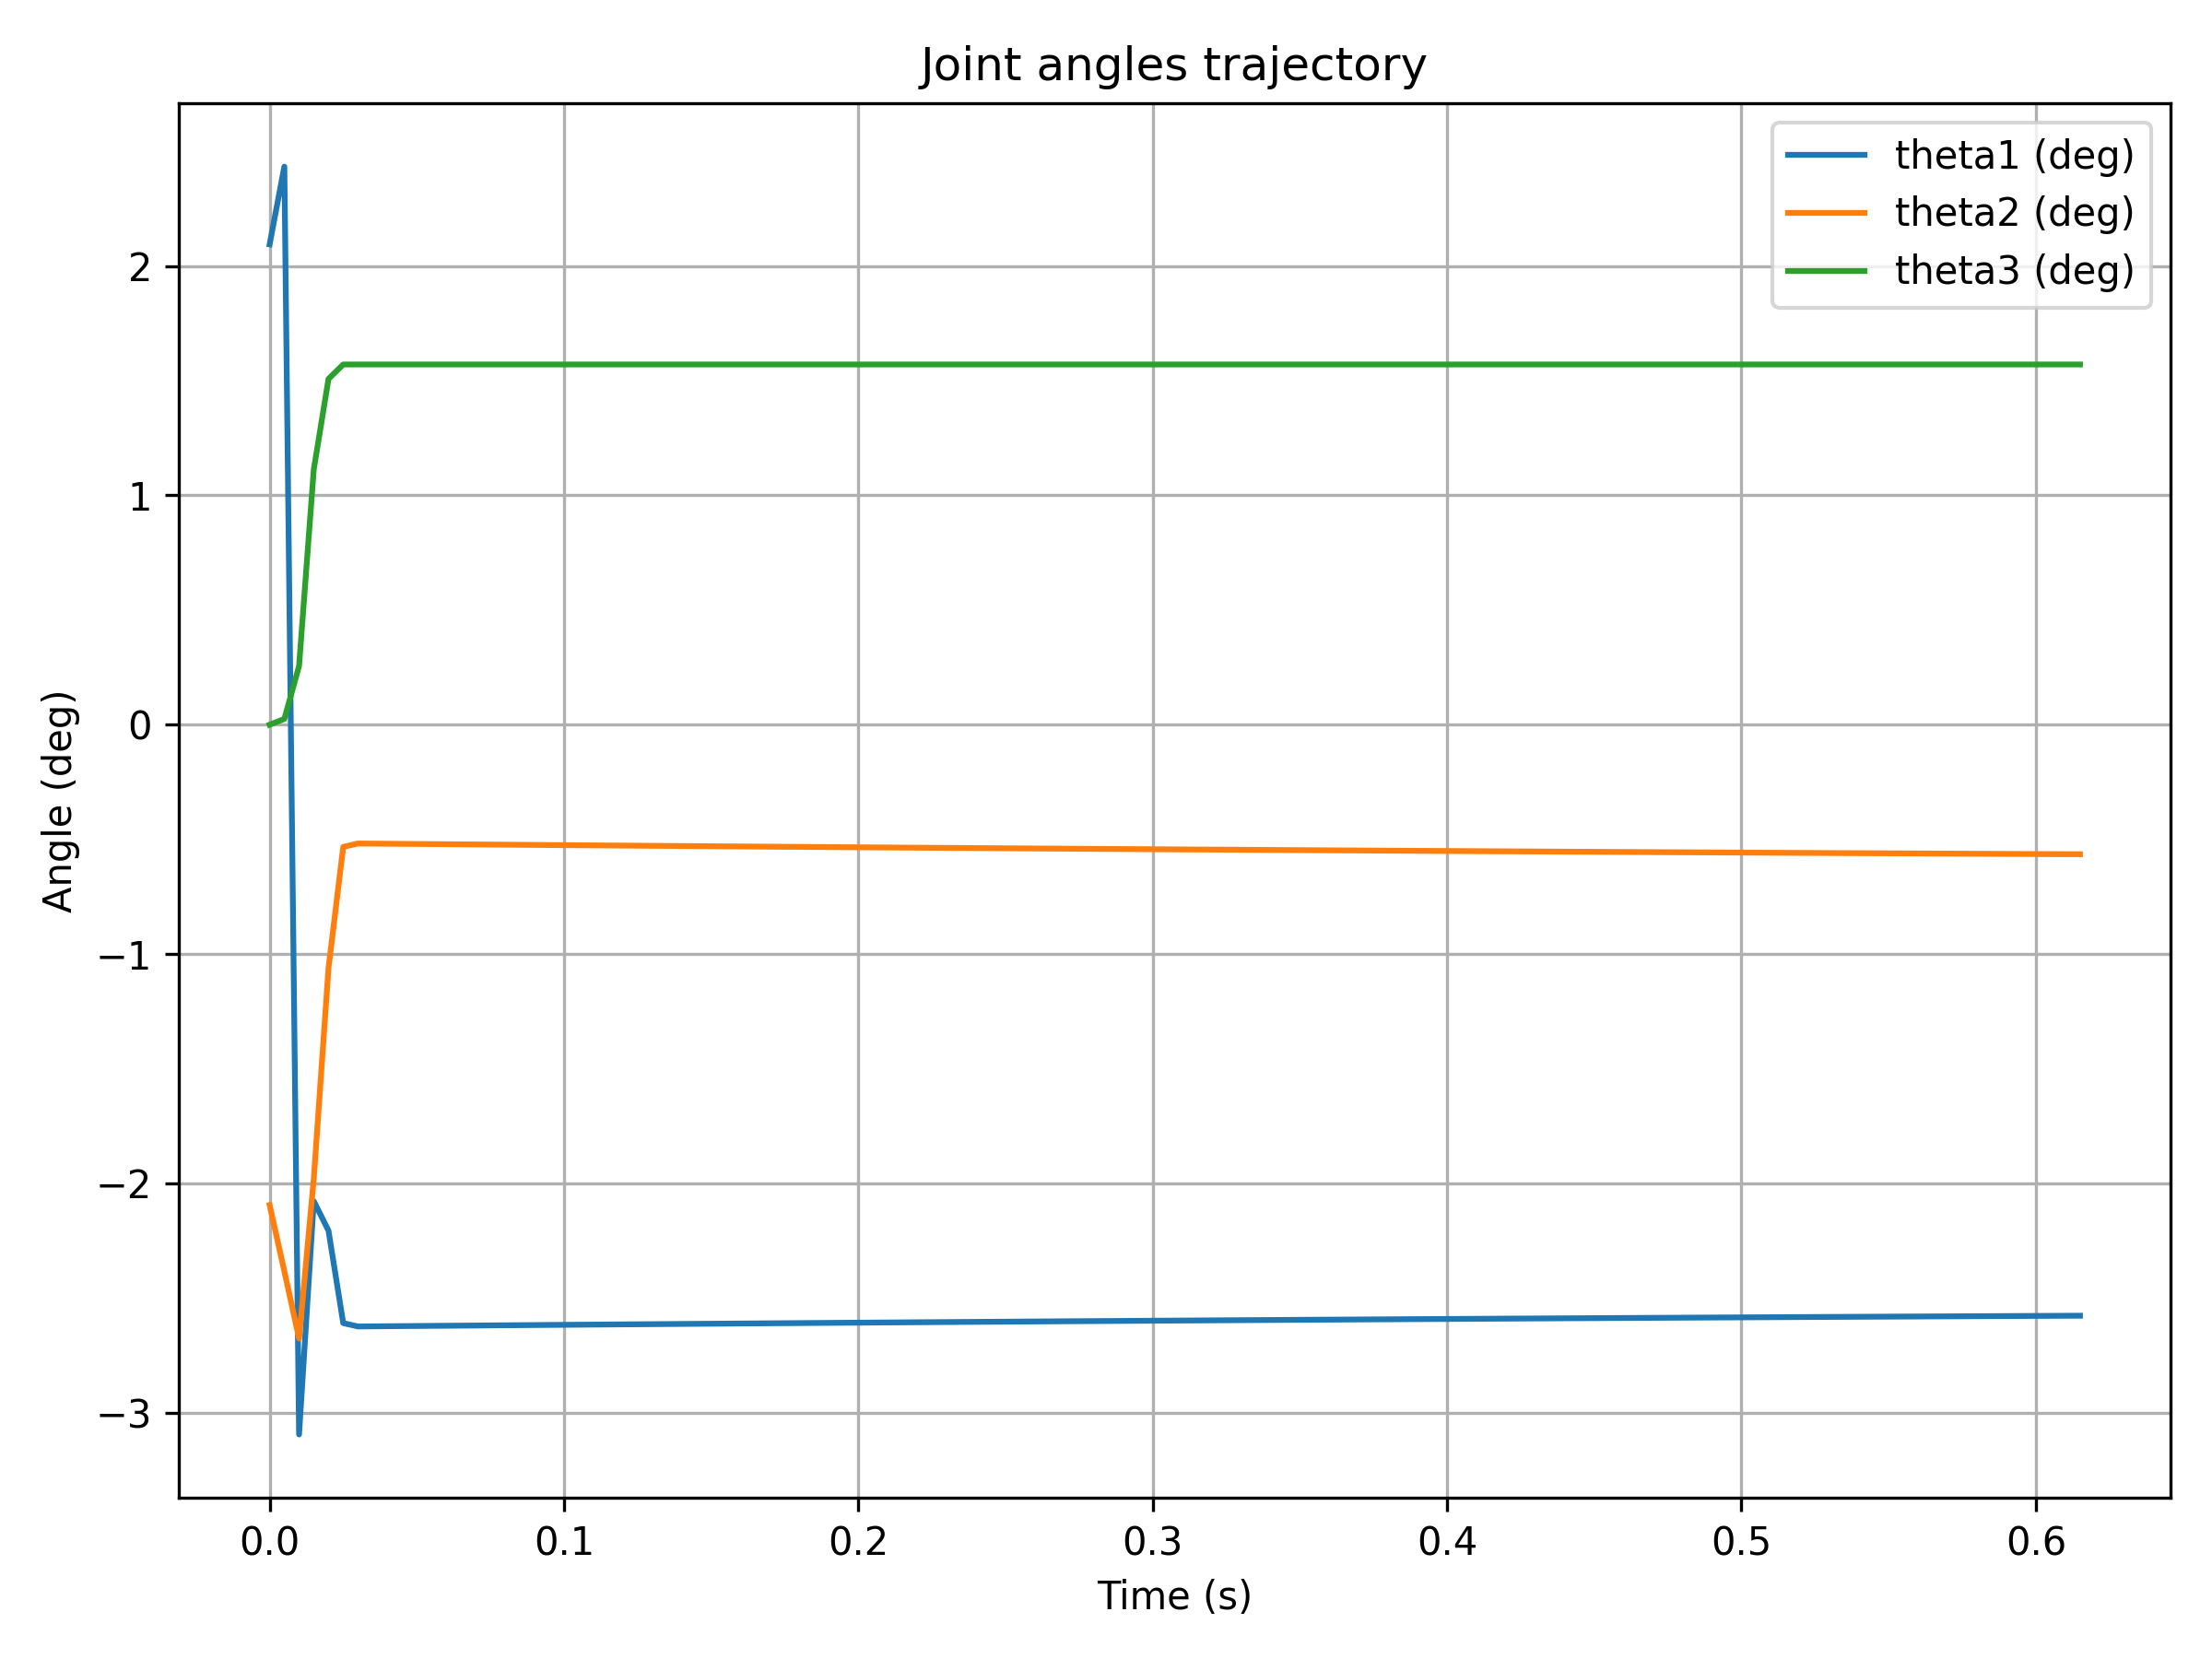 Joint angles trajectory
theta1 (deg)
theta2 (deg)
theta3 (deg)
Angle (deg)
2
1
0
−1
−2
−3
0.0 0.1 0.2 0.3 0.4 0.5 0.6
Time (s)